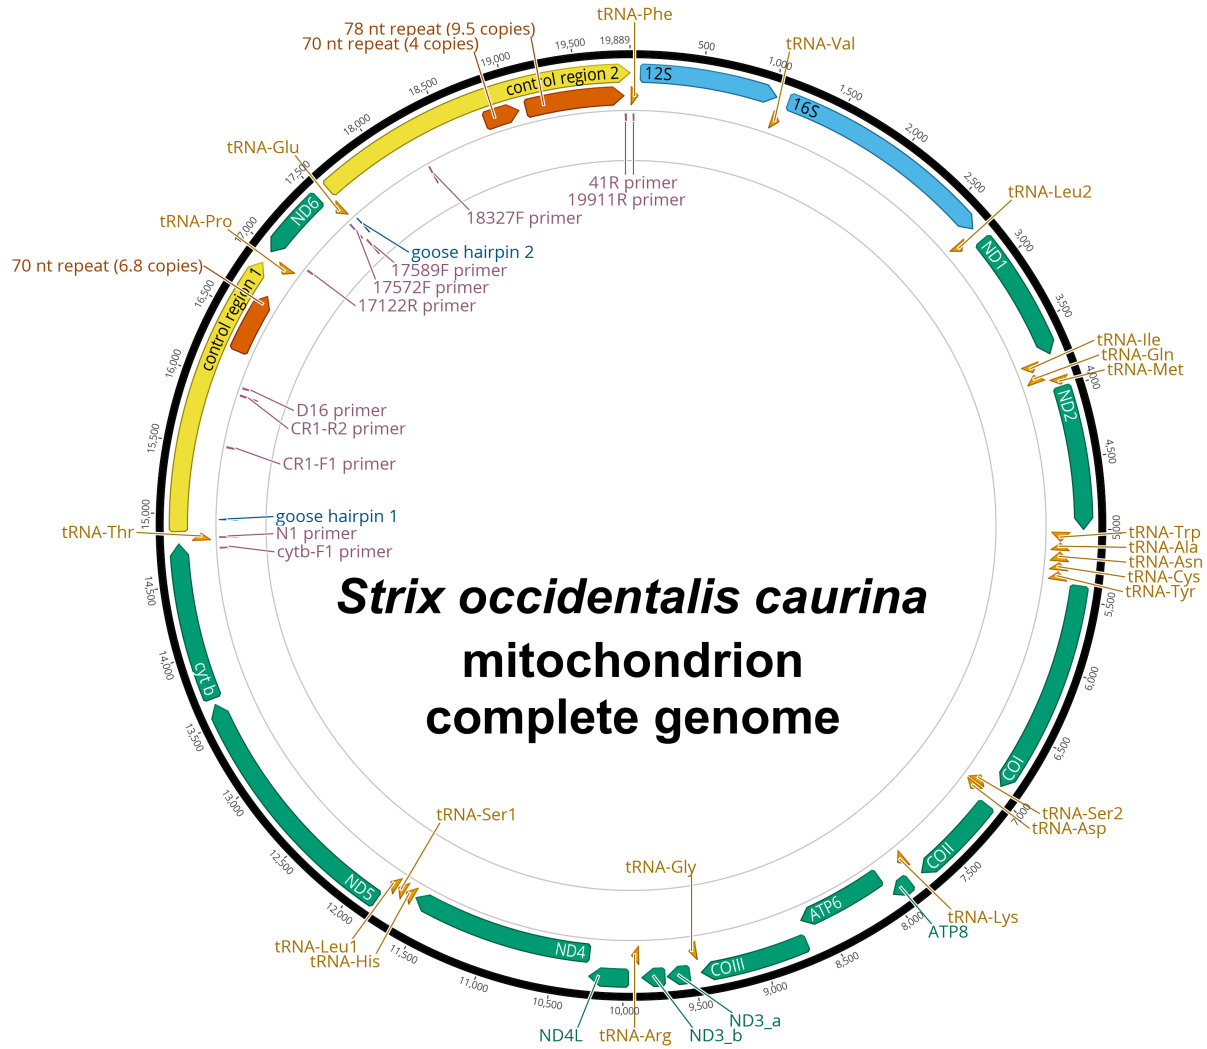 tRNA-Phe
78 nt repeat (9.5 copies)
70 nt repeat (4 copies)
19,889
500
tRNA-Val
1,000
19,500
19,000
18,500
18,000
17,500
control region 2
12S
16S
1,500
2,000
2,500
tRNA-Glu
tRNA-Leu2
41R primer
19911R primer
18327F primer
ND6
tRNA-Pro
17,000
goose hairpin 2
17589F primer
17572F primer
17122R primer
ND1
3,000
70 nt repeat (6.8 copies)
16,500
control region 1
3,500
tRNA-Ile
tRNA-Gln
tRNA-Met
4,000
16,000
D16 primer
CR1-R2 primer
ND2
15,500
4,500
CR1-F1 primer
15,000
goose hairpin 1
tRNA-Thr
N1 primer
cytb-F1 primer
5,000
tRNA-Trp
tRNA-Ala
tRNA-Asn
tRNA-Cys
tRNA-Tyr
14,500
5,500
Strix occidentalis caurina
mitochondrion
complete genome
14,000
cyt b
6,000
13,500
6,500
COI
13,000
7,000
tRNA-Ser2
tRNA-Asp
tRNA-Ser1
12,500
COII
7,500
tRNA-Gly
ND5
12,000
ATP6
8,000
tRNA-Lys
ATP8
tRNA-Leu1
tRNA-His
11,500
ND4
COIII
8,500
11,000
9,000
10,500
10,000
9,500
ND4L
tRNA-Arg
ND3_b
ND3_a